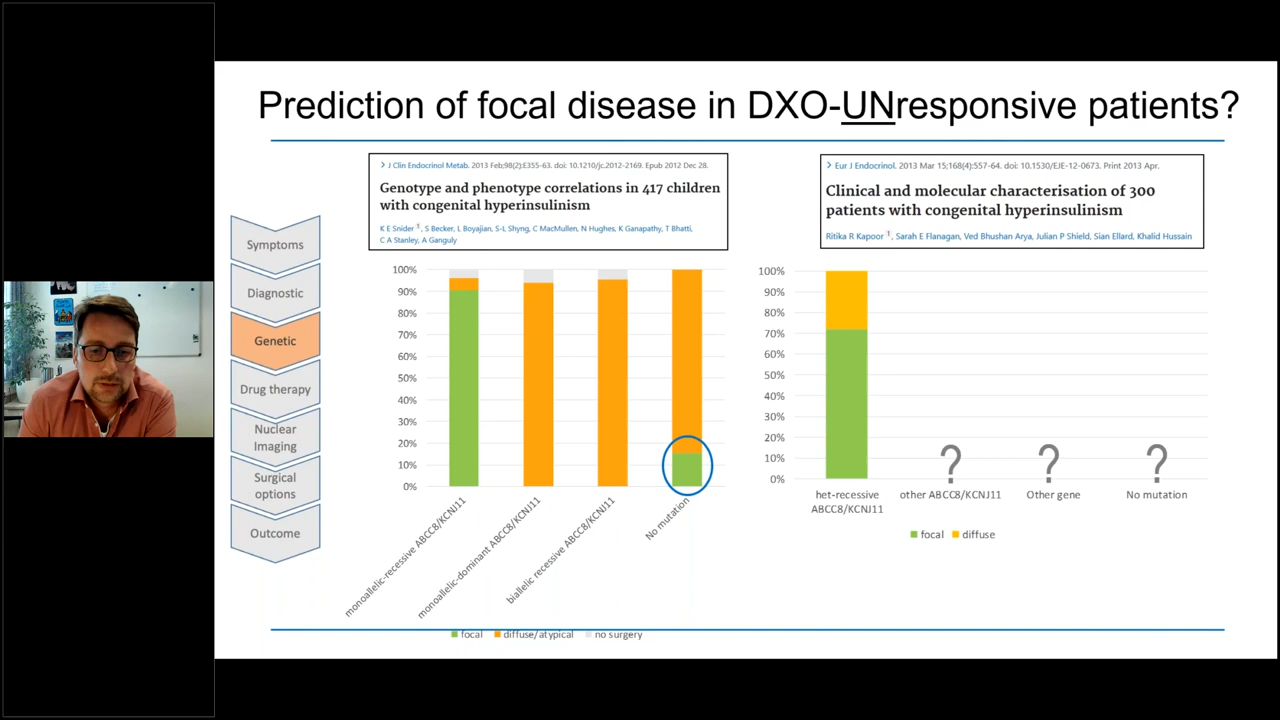 Prediction of focal disease in DXO-UNresponsive patients?
Symptoms
Diagnostic
Genetic
Drug therapy
Nuclear
Imaging
Surgical
options
Outcome
> J Clin Endocrinol Metab. 2013 Feb;98(2):E355-63. doi: 10.1210/jc.2012-2169. Epub 2012 Dec 28.
Genotype and phenotype correlations in 417 children
with congenital hyperinsulinism
K E Snider 1, S Becker, L Boyajian, S-L Shyng, C MacMullen, N Hughes, K Ganapathy, T Bhatti,
C A Stanley, A Ganguly
100%
90%
80%
70%
60%
50%
40%
30%
20%
10%
0%
monoallelic-recessive ABCC8/KCNJ11
monoallelic-dominant ABCC8/KCNJ11
biallelic recessive ABCC8/KCNJ11
No mutation
focal
diffuse/atypical
no surgery
> Eur J Endocrinol. 2013 Mar 15;168(4):557-64. doi: 10.1530/EJE-12-0673. Print 2013 Apr.
Clinical and molecular characterisation of 300
patients with congenital hyperinsulinism
Ritika R Kapoor 1, Sarah E Flanagan, Ved Bhushan Arya, Julian P Shield, Sian Ellard, Khalid Hussain
100%
90%
80%
70%
60%
50%
40%
30%
20%
10%
0%
?
?
?
het-recessive
ABCC8/KCNJ11
other ABCC8/KCNJ11
Other gene
No mutation
focal
diffuse